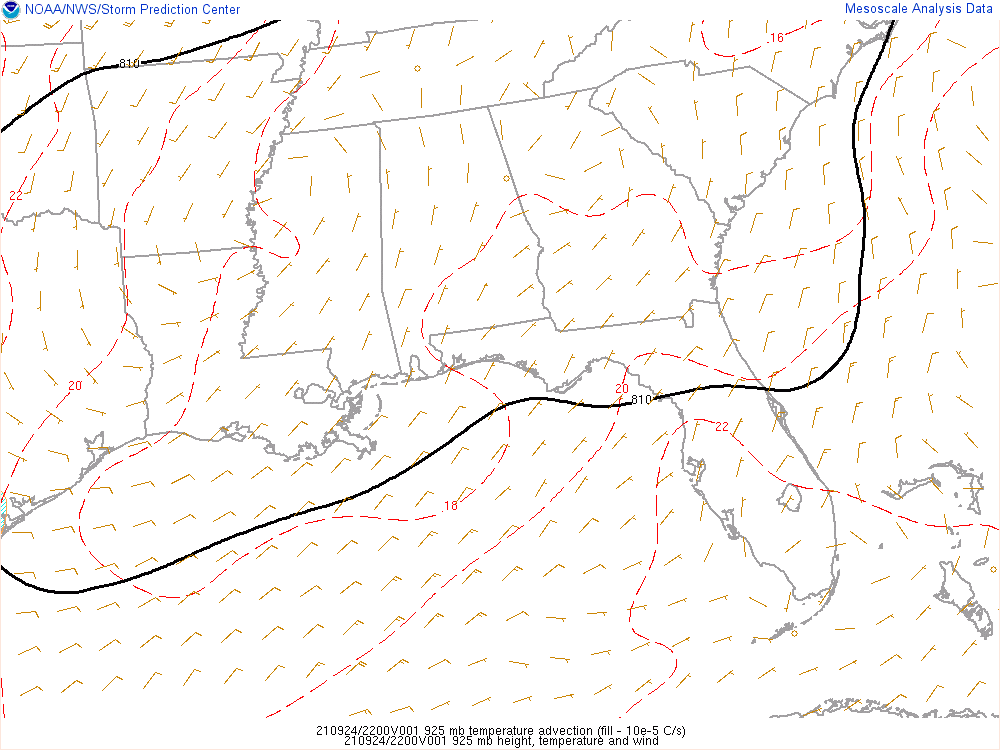 NOAA/NWS/Storm Prediction Center
Mesoscale Analysis Data
16
810
22
20
20
810
22
18
210924/2200V001 925 mb temperature advection (fill - 10e-5 C/s)
210924/2200V001 925 mb height, temperature and wind